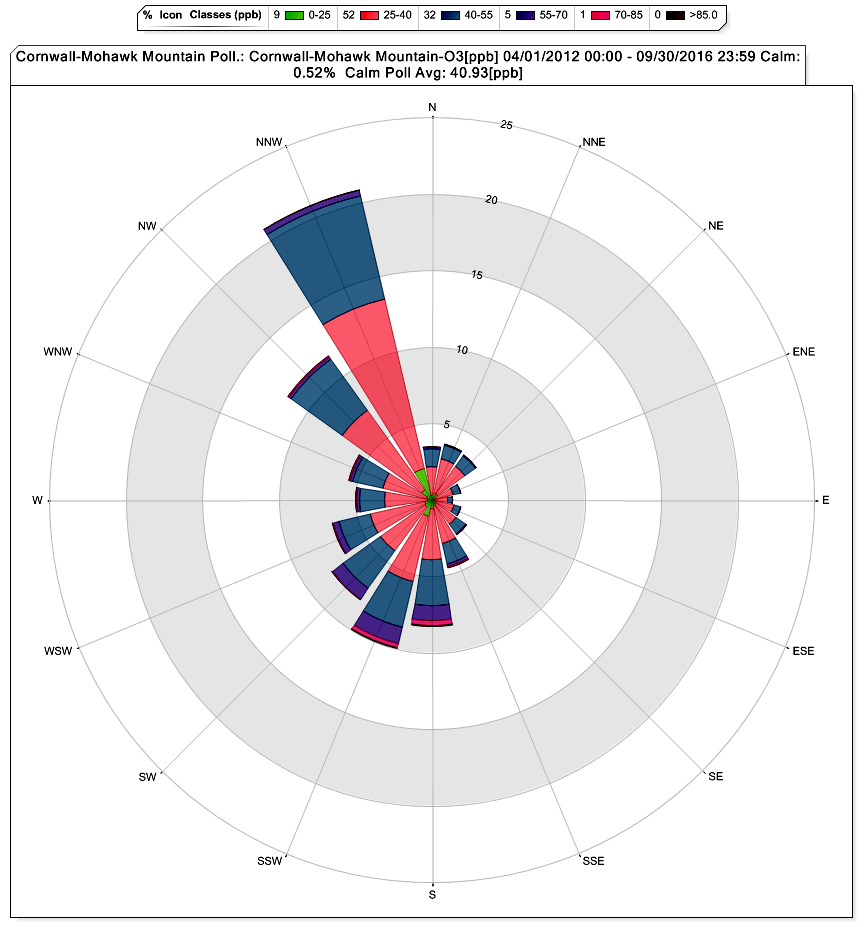 % Icon Classes (ppb) 9 0-25 52 25-40 32 40-55 5 55-70 1 70-85 0 >85.0
Cornwall-Mohawk Mountain Poll.: Cornwall-Mohawk Mountain-O3[ppb] 04/01/2012 00:00 - 09/30/2016 23:59 Calm:
0.52% Calm Poll Avg: 40.93[ppb]
N
25
NNW
NNE
20
NW
NE
15
WNW
10
ENE
5
W
E
WSW
ESE
SW
SE
SSW
SSE
S